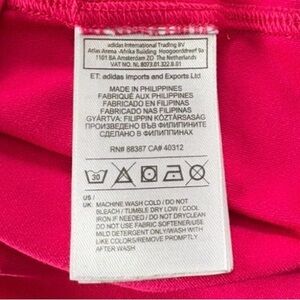 adidas International Trading BV
Atlas Arena -Afrika Building Hoogoorddreef 9a
1101 BA Amsterdam ZO The Netherlands
VAT NO. NL 8073.01.322.B.01
ET: adidas Imports and Exports Ltd
MADE IN PHILIPPINES
FABRIQUÉ AUX PHILIPPINES
FABRICADO EN FILIPINAS
FABRICADO NAS FILIPINAS
GYÁRTVA: FILIPPIN KÖZTÁRSASÁG
ПРОИЗВЕДЕНО ВЪВ ФИЛИПИНИТЕ
СДЕЛАНО В ФИЛИППИНАХ
RN# 88387 CA# 40312
30
US /
UK: MACHINE WASH COLD / DO NOT
BLEACH / TUMBLE DRY LOW / COOL
IRON IF NEEDED / DO NOT DRYCLEAN
DO NOT USE FABRIC SOFTENER/USE
MILD DETERGENT ONLY/WASH WITH
LIKE COLORS/REMOVE PROMPTLY
AFTER WASH